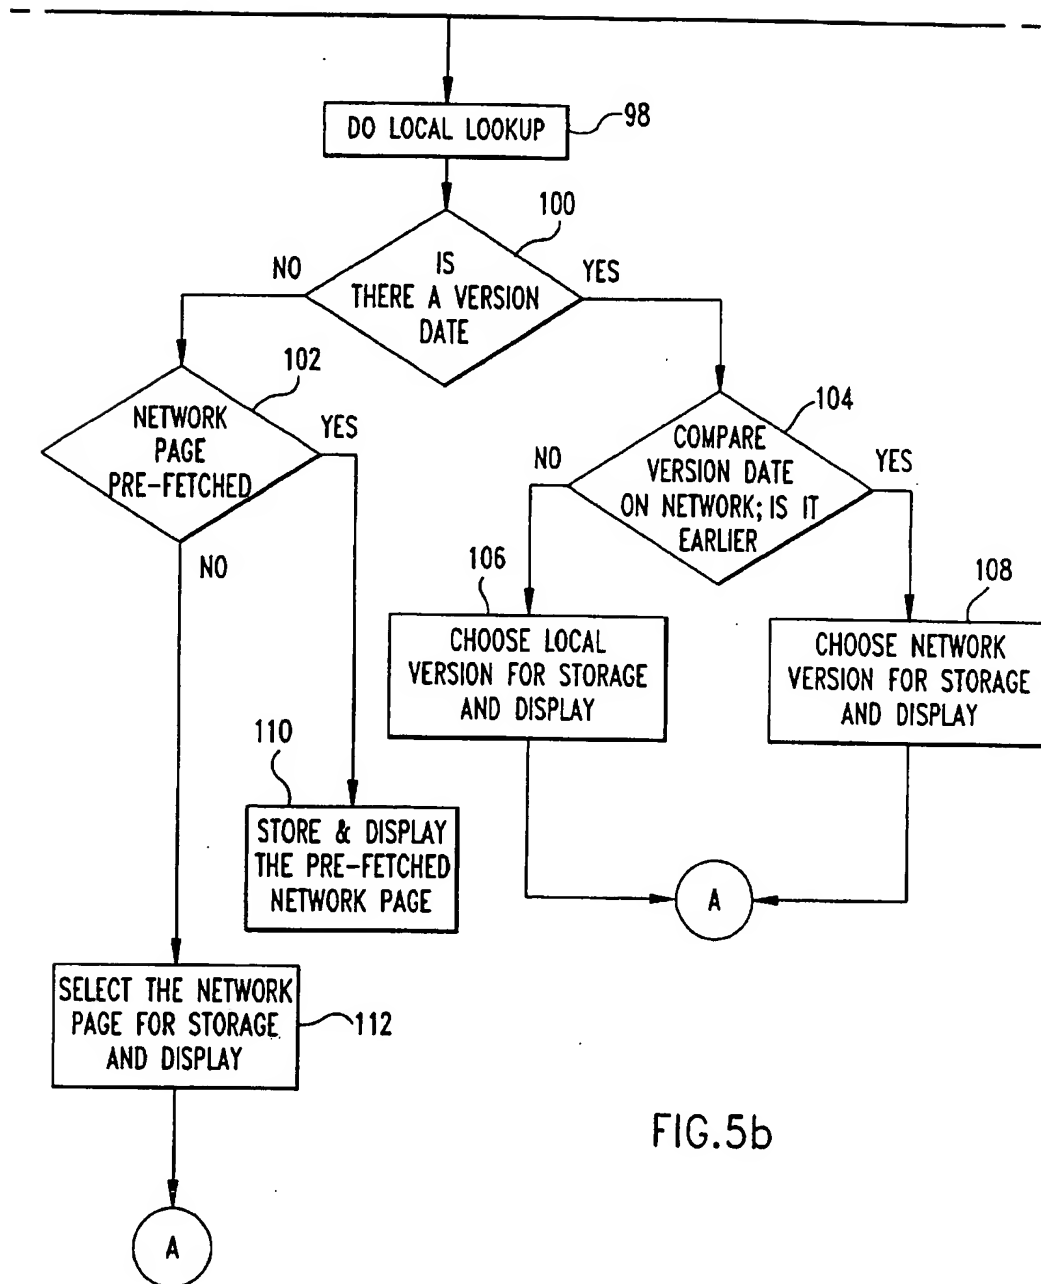 DO LOCAL LOOKUP
98
100
IS
THERE A VERSION
DATE
NO
YES
102
NETWORK
PAGE
PRE-FETCHED
YES
NO
104
COMPARE
VERSION DATE
ON NETWORK; IS IT
EARLIER
NO
YES
106
CHOOSE LOCAL
VERSION FOR STORAGE
AND DISPLAY
108
CHOOSE NETWORK
VERSION FOR STORAGE
AND DISPLAY
110
STORE & DISPLAY
THE PRE-FETCHED
NETWORK PAGE
A
SELECT THE NETWORK
PAGE FOR STORAGE
AND DISPLAY
112
A
FIG.5b